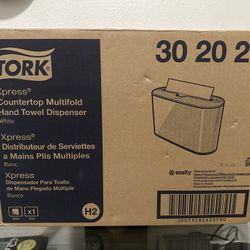 TORK
30 20 2
Xpress®
Countertop Multifold
Hand Towel Dispenser
White
Xpress®
Distributeur de Serviettes
a Mains Plis Multiples
Blanc
Xpress
Dispensador Para Toalla
de Mano Plegado Múltiple
Blanco
essity
x1
H2